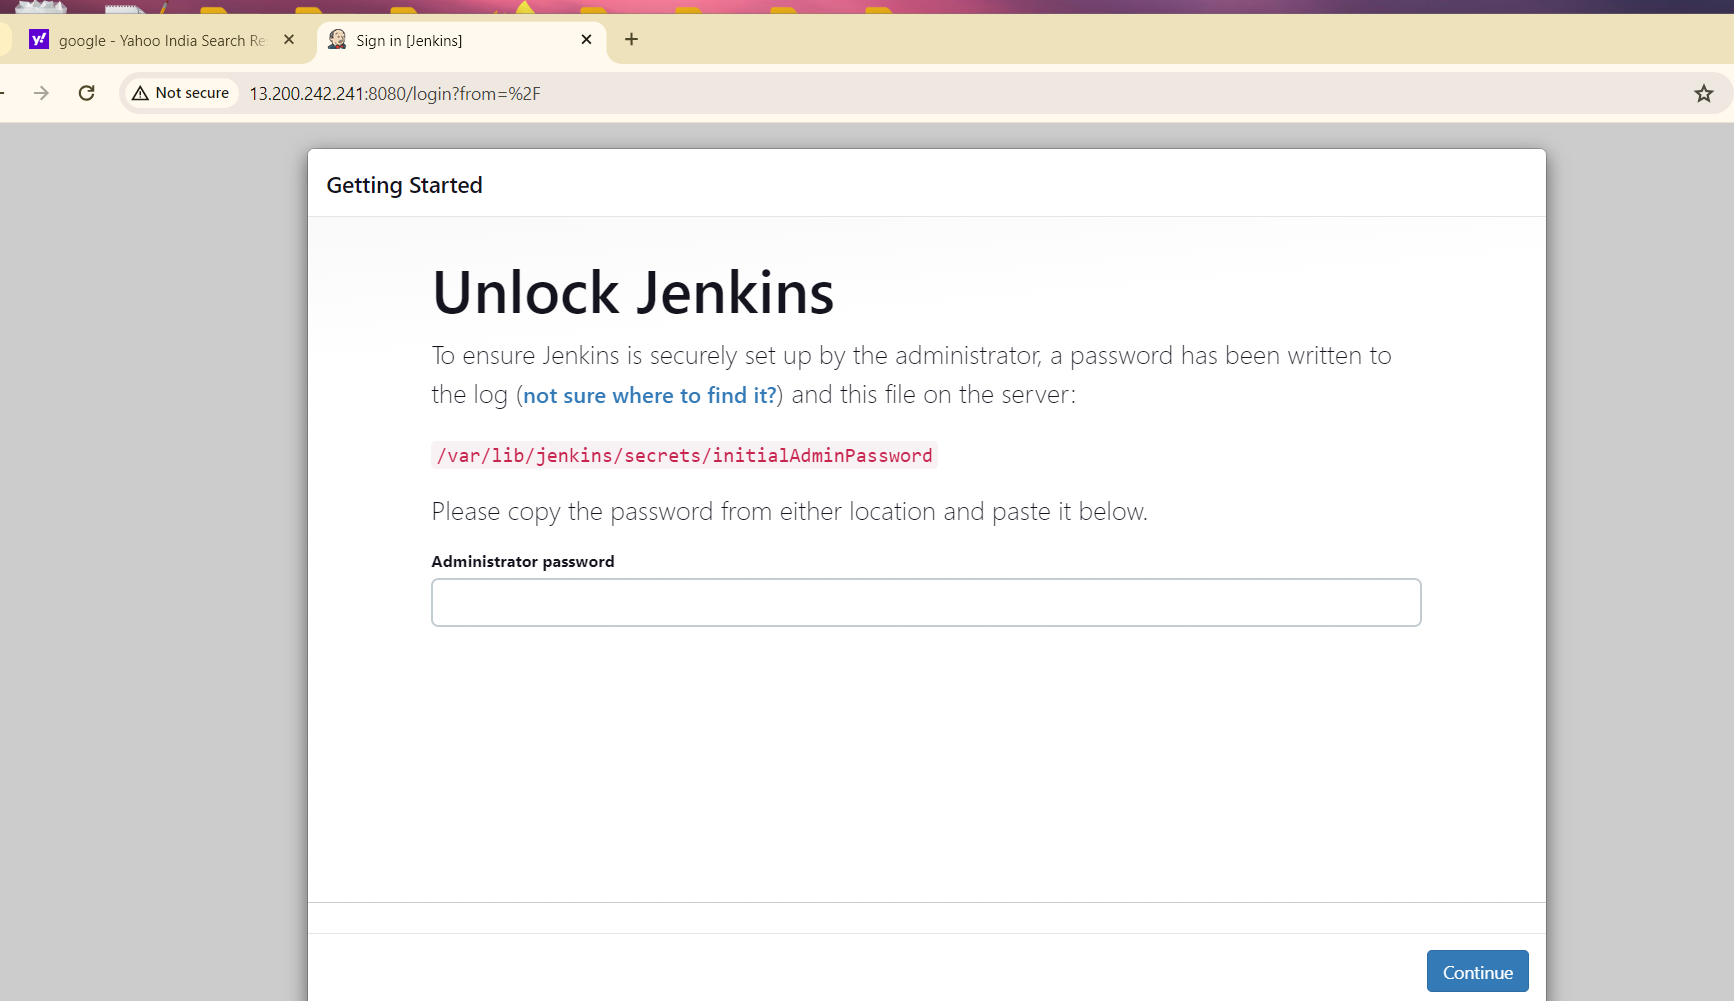 google - Yahoo India Search Re
Sign in [Jenkins]
Not secure
13.200.242.241:8080/login?from=%2F
Getting Started
Unlock Jenkins
To ensure Jenkins is securely set up by the administrator, a password has been written to
the log (not sure where to find it?) and this file on the server:
/var/lib/jenkins/secrets/initialAdminPassword
Please copy the password from either location and paste it below.
Administrator password
Continue